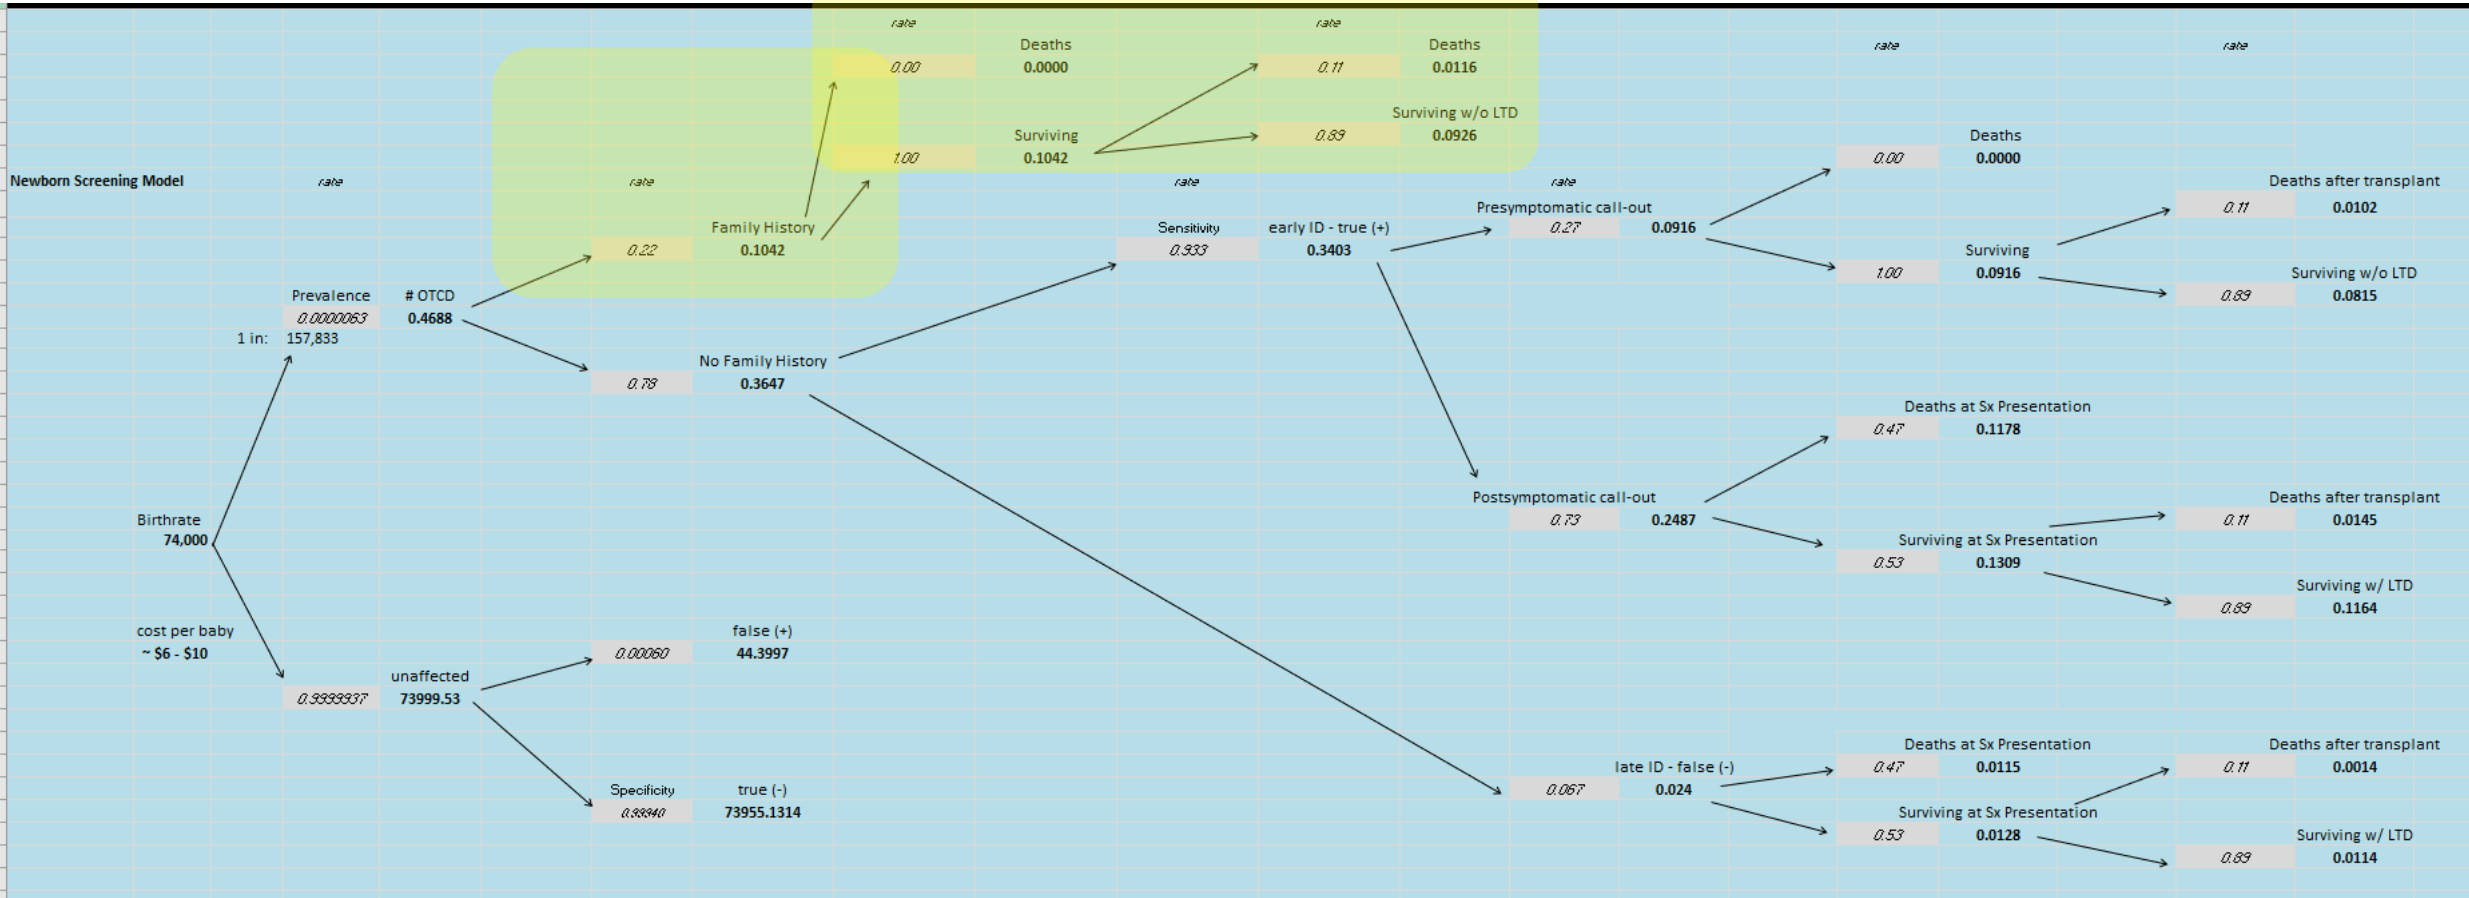 rate rate
Deaths Deaths rate rate
0.00 0.0000 0.11 0.0116
Surviving w/o LTD
Surviving 0.89 0.0926 Deaths
1.00 0.1042 0.00 0.0000
Newborn Screening Model rate rate rate rate Deaths after transplant
Presymptomatic call-out 0.11 0.0102
Family History Sensitivity early ID - true (+) 0.27 0.0916
0.22 0.1042 0.933 0.3403 Surviving
1.00 0.0916 Surviving w/o LTD
Prevalence # OTCD 0.89 0.0815
0.0000063 0.4688
1 in: 157,833
No Family History
0.78 0.3647
Deaths at Sx Presentation
0.47 0.1178
Postsymptomatic call-out Deaths after transplant
Birthrate 0.73 0.2487 0.11 0.0145
74,000 Surviving at Sx Presentation
0.53 0.1309
Surviving w/ LTD
0.89 0.1164
cost per baby false (+)
~ $6 - $10 0.00060 44.3997
unaffected
0.9999937 73999.53
Deaths at Sx Presentation Deaths after transplant
late ID - false (-) 0.47 0.0115 0.11 0.0014
Specificity true (-) 0.067 0.024
0.99940 73955.1314 Surviving at Sx Presentation
0.53 0.0128 Surviving w/ LTD
0.89 0.0114